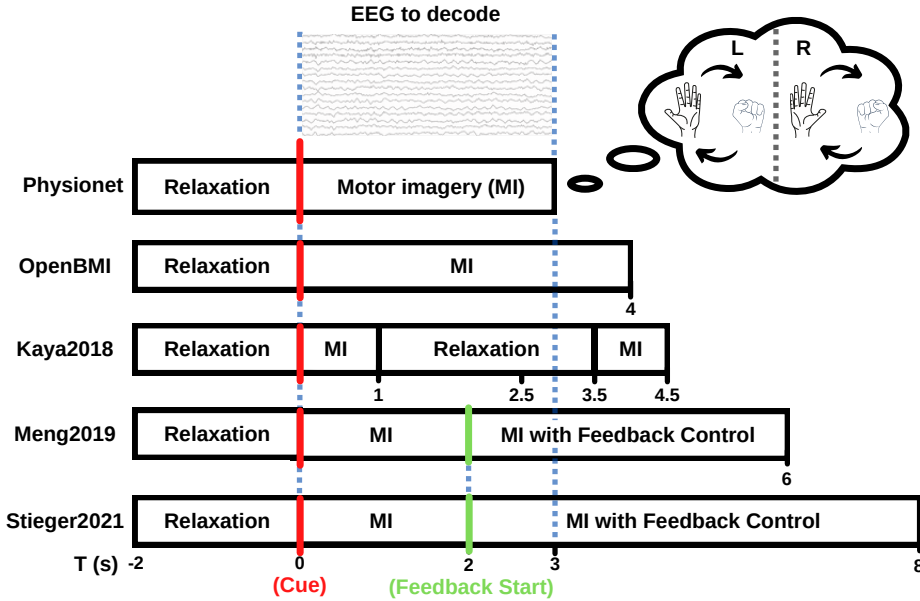 EEG to decode
L R
Physionet Relaxation Motor imagery (MI)
OpenBMI Relaxation MI
4
Kaya2018 Relaxation MI Relaxation MI
1 2.5 3.5 4.5
Meng2019 Relaxation MI MI with Feedback Control
6
Stieger2021 Relaxation MI MI with Feedback Control
T (s) -2 0 2 3 8
(Cue) (Feedback Start)